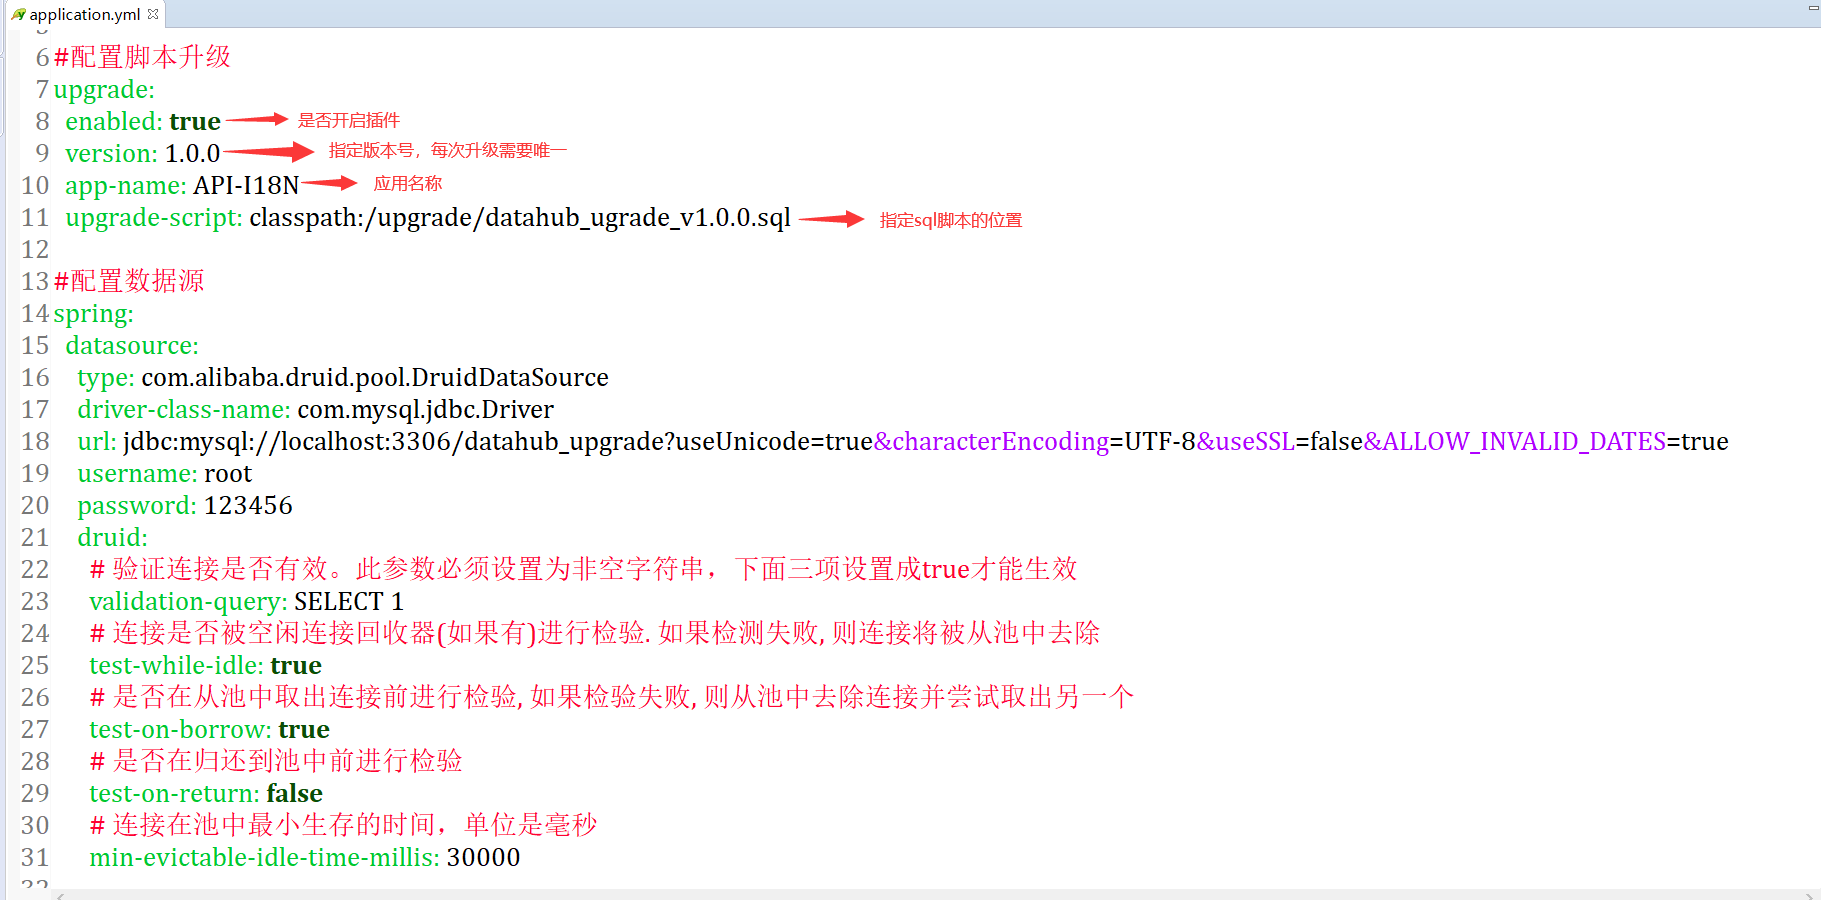 application.yml
6 #配置脚本升级
7 upgrade:
8 enabled: true 是否开启插件
9 version: 1.0.0 指定版本号，每次升级需要唯一
10 app-name: API-I18N 应用名称
11 upgrade-script: classpath:/upgrade/datahub_ugrade_v1.0.0.sql 指定sql脚本的位置
12
13 #配置数据源
14 spring:
15 datasource:
16 type: com.alibaba.druid.pool.DruidDataSource
17 driver-class-name: com.mysql.jdbc.Driver
18 url: jdbc:mysql://localhost:3306/datahub_upgrade?useUnicode=true&characterEncoding=UTF-8&useSSL=false&ALLOW_INVALID_DATES=true
19 username: root
20 password: 123456
21 druid:
22 # 验证连接是否有效。此参数必须设置为非空字符串，下面三项设置成true才能生效
23 validation-query: SELECT 1
24 # 连接是否被空闲连接回收器(如果有)进行检验. 如果检测失败, 则连接将被从池中去除
25 test-while-idle: true
26 # 是否在从池中取出连接前进行检验, 如果检验失败, 则从池中去除连接并尝试取出另一个
27 test-on-borrow: true
28 # 是否在归还到池中前进行检验
29 test-on-return: false
30 # 连接在池中最小生存的时间，单位是毫秒
31 min-evictable-idle-time-millis: 30000